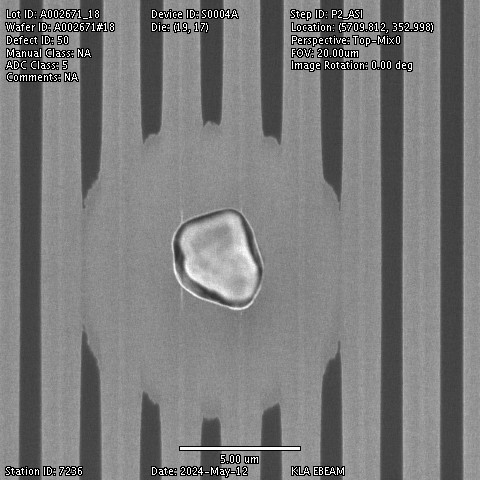 Lot ID: A002671_18
Device ID: S0004A
Step ID: P2_ASI
Wafer ID: A002671#18
Die: (19, 17)
Location: (5709.812, 352.998)
Defect ID: 50
Perspective: Top-Mix0
Manual Class: NA
FOV: 20.00um
ADC Class: 5
Image Rotation: 0.00 deg
Comments: NA
5.00 um
Station ID: 7236
Date: 2024-May-12
KLA EBEAM